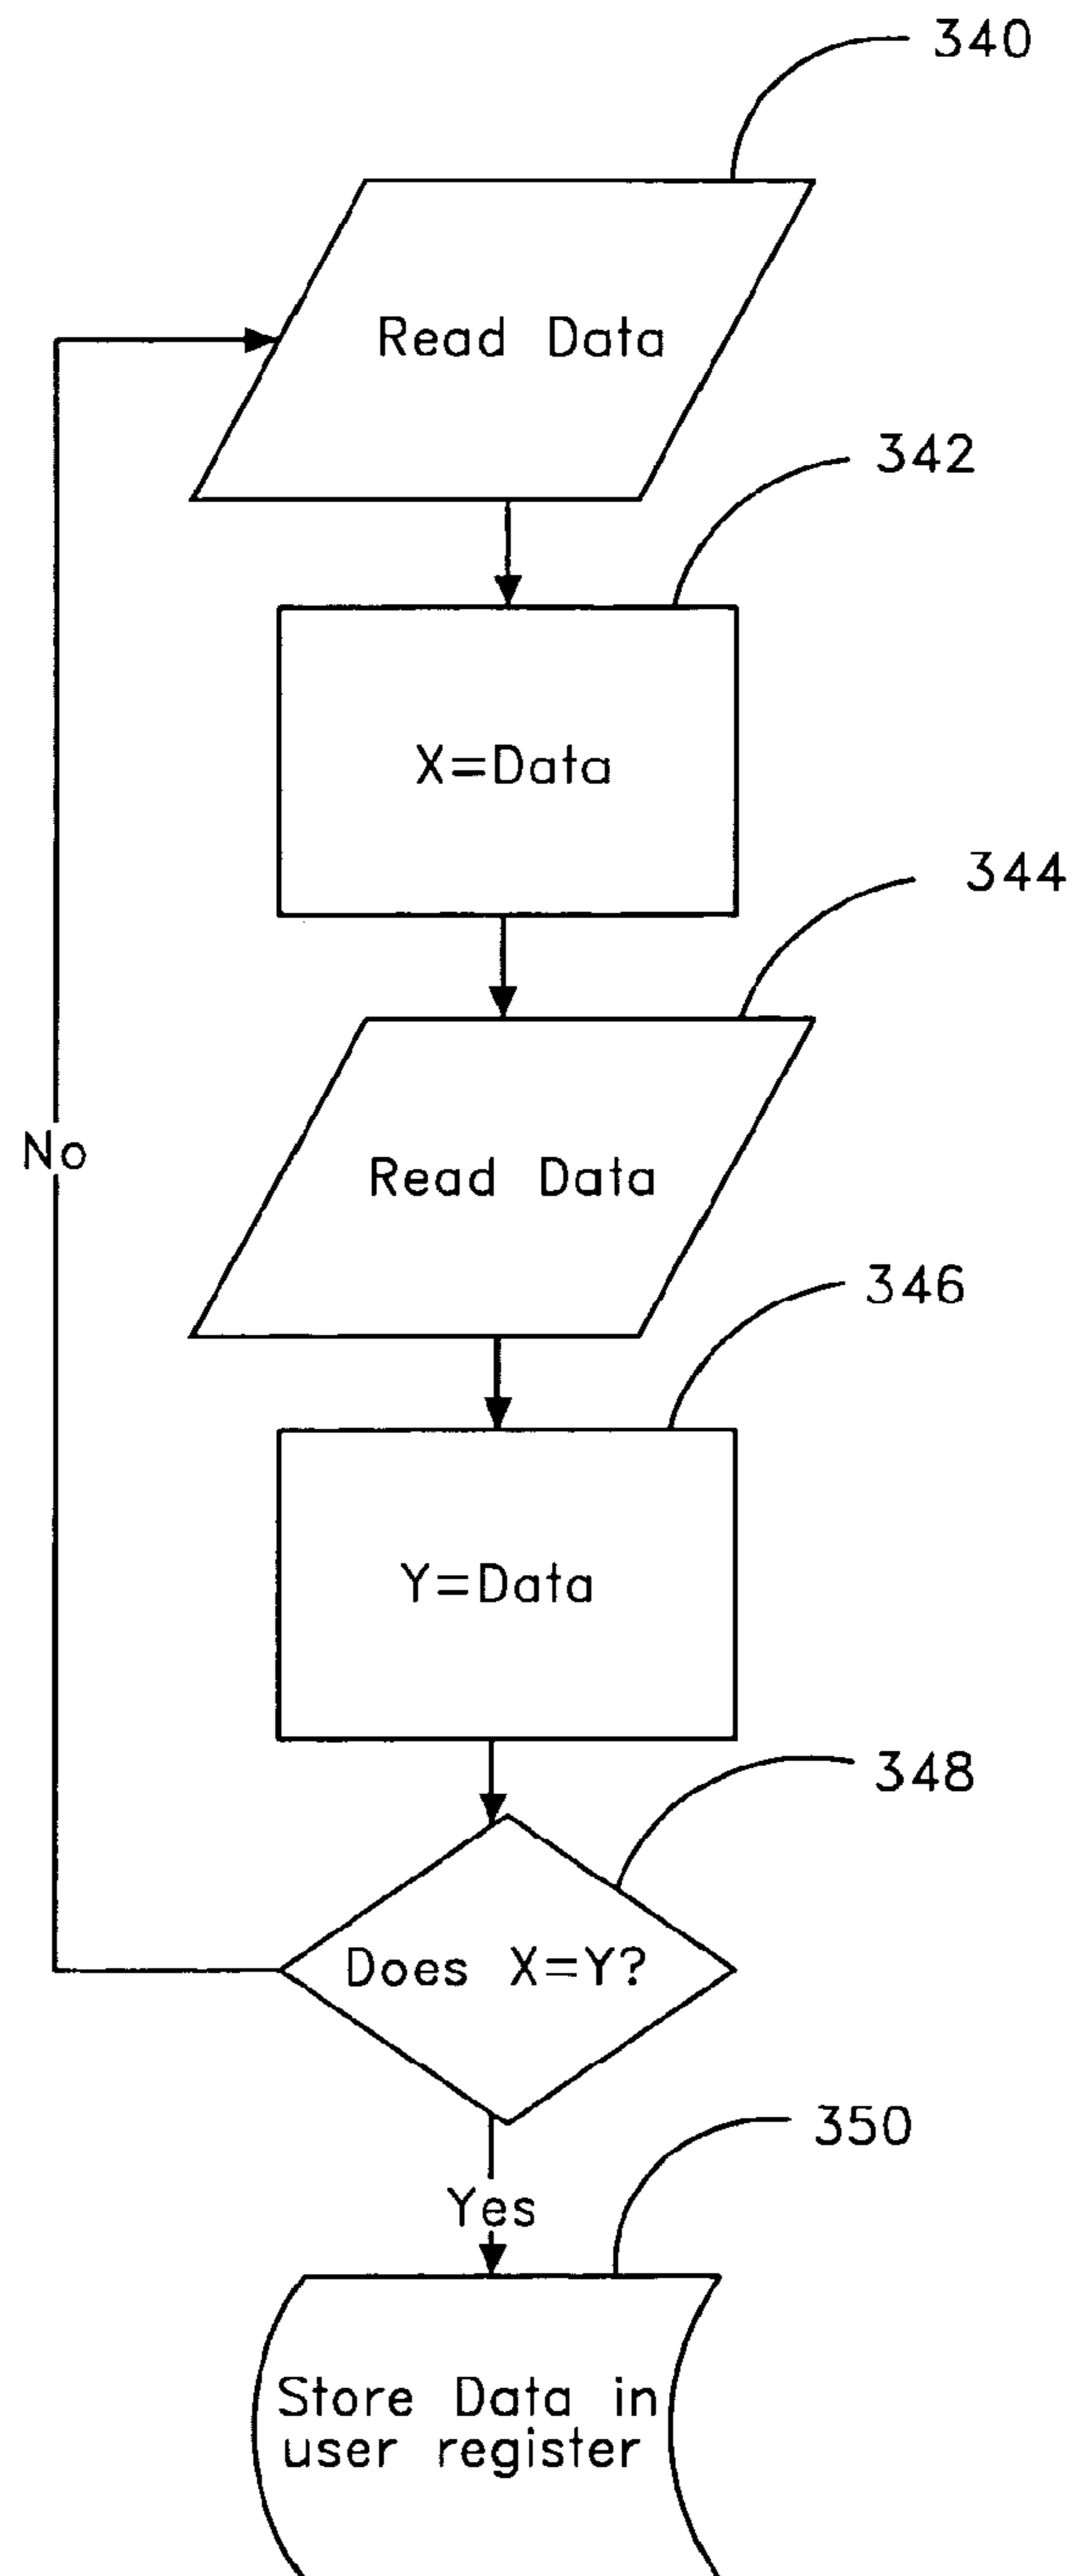 340
Read Data
342
X=Data
344
Read Data
No
346
Y=Data
348
Does X=Y?
350
Yes
Store Data in
user register